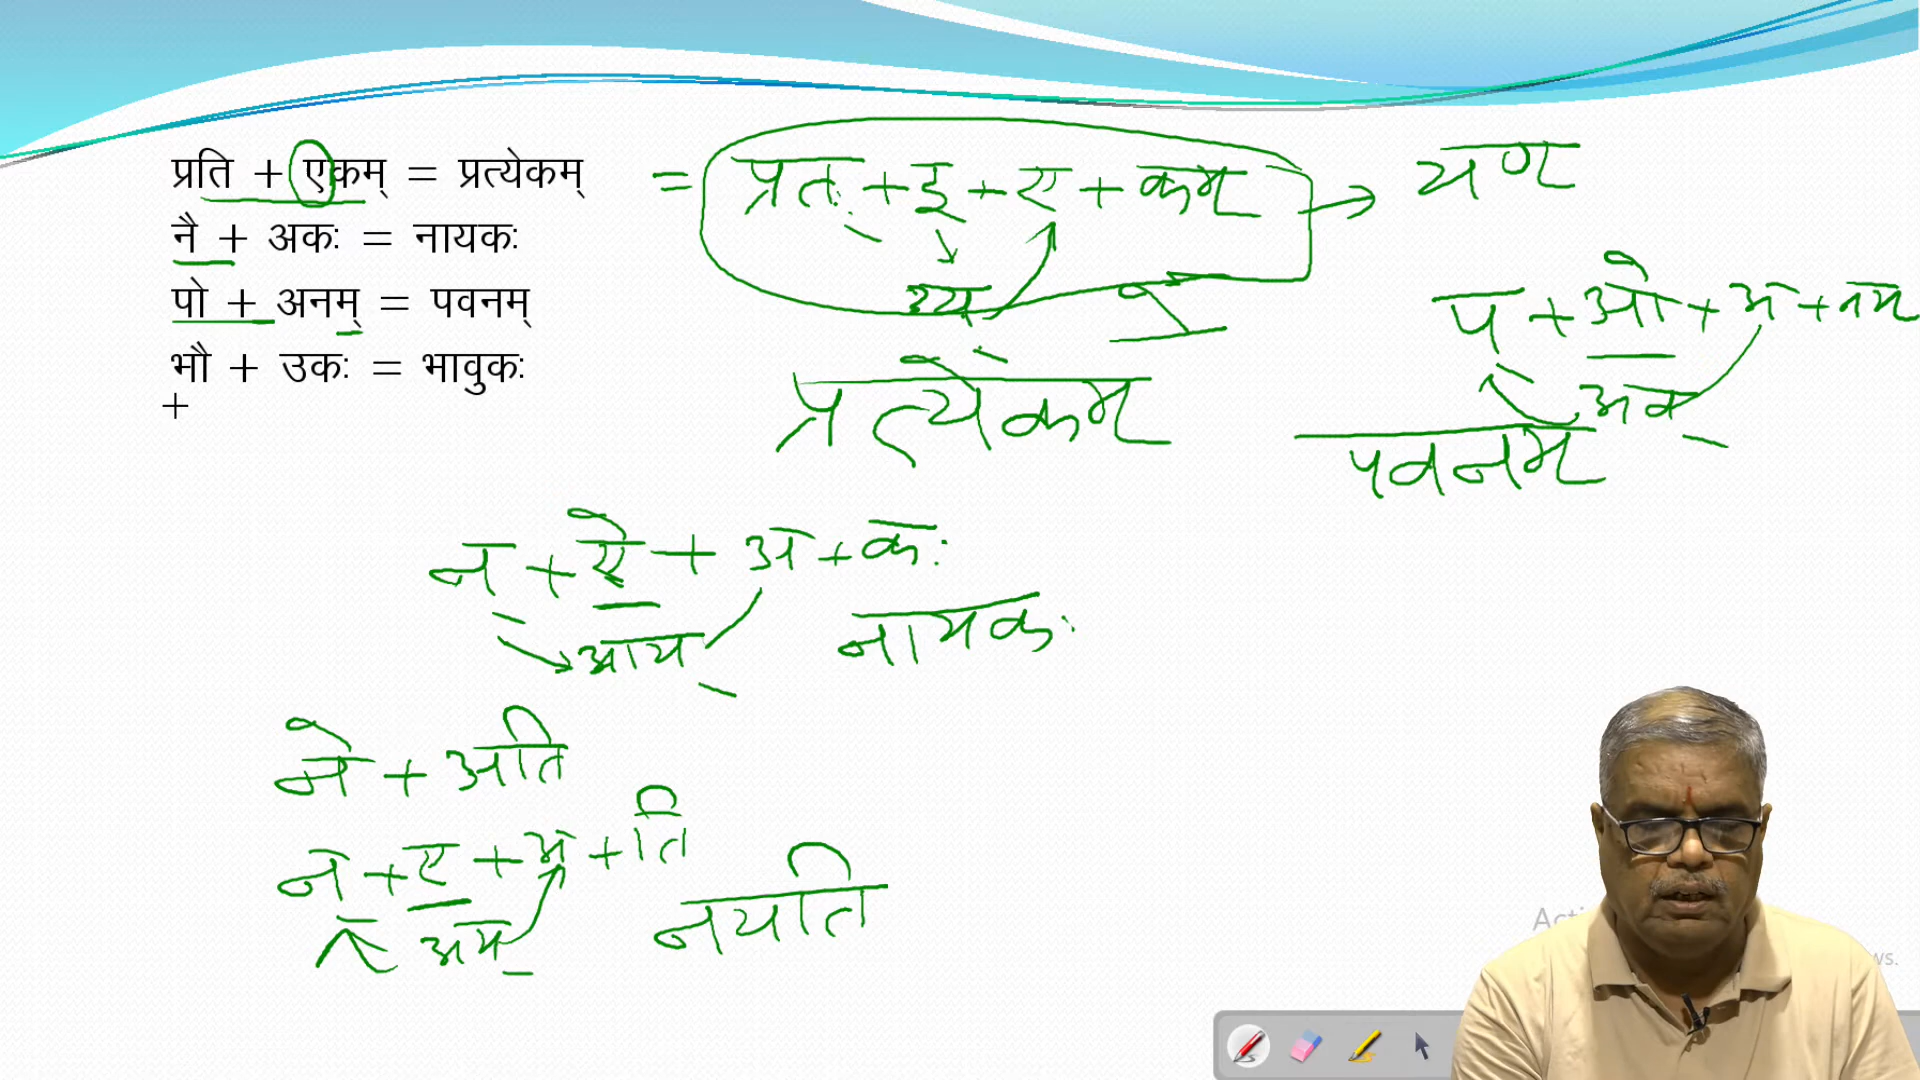 प्रति + एकम् = प्रत्येकम्
नै + अकः = नायकः
पो + अनम् = पवनम्
भौ + उकः = भावुकः
+
= प्रत् + इ + ए + कम → यण
य्
प्रत्येकम
प + ओ + अ + नम
अव्
पवनम
न + ऐ + अ + कः
आय्
नायकः
ने + अति
न + ए + अ + ति
अय्
नयति